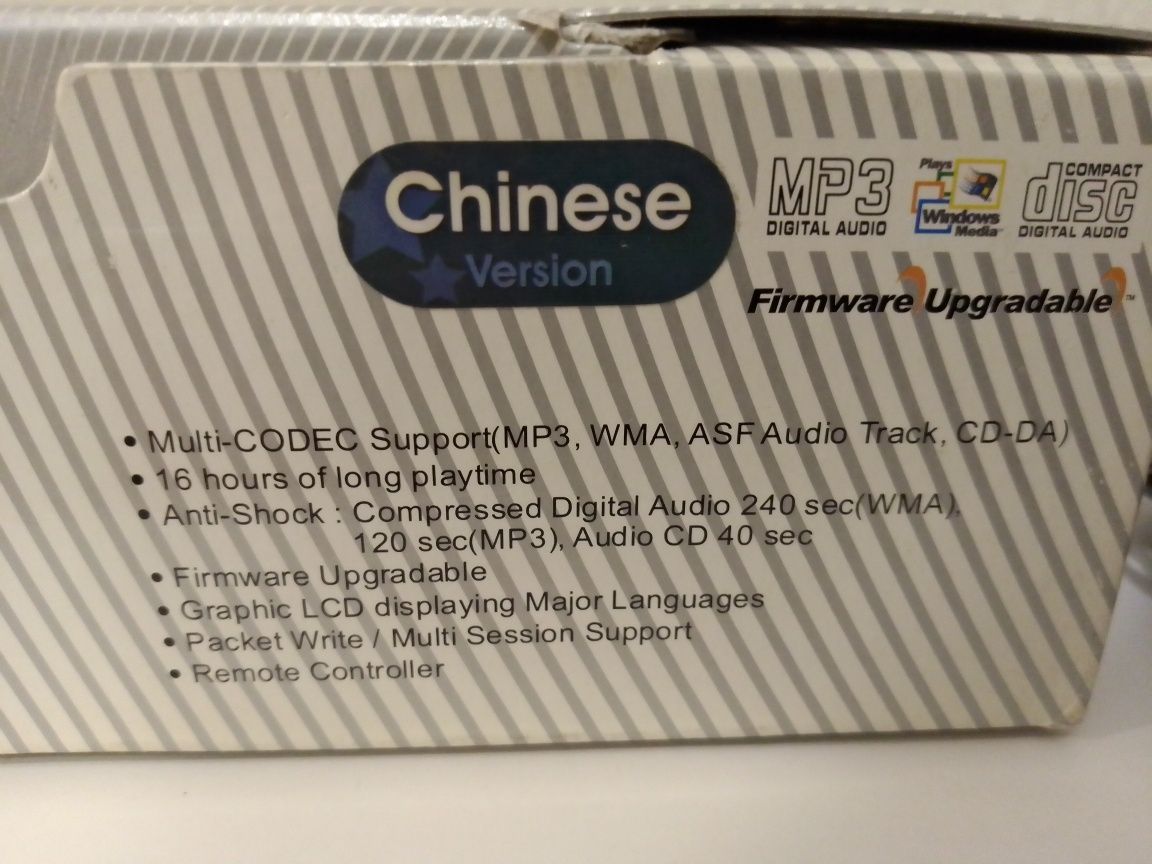 Chinese
Version
MP3
DIGITAL AUDIO
Plays
Windows
Media™
COMPACT
disc
DIGITAL AUDIO
Firmware Upgradable™
• Multi-CODEC Support(MP3, WMA, ASF Audio Track, CD-DA)
• 16 hours of long playtime
• Anti-Shock : Compressed Digital Audio 240 sec(WMA),
120 sec(MP3), Audio CD 40 sec
• Firmware Upgradable
• Graphic LCD displaying Major Languages
• Packet Write / Multi Session Support
• Remote Controller